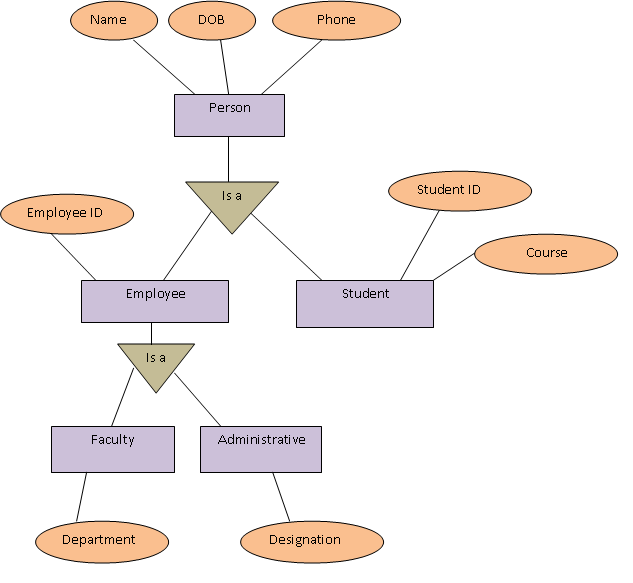 Name
DOB
Phone
Person
Is a
Student ID
Employee ID
Course
Employee
Student
Is a
Faculty
Administrative
Department
Designation